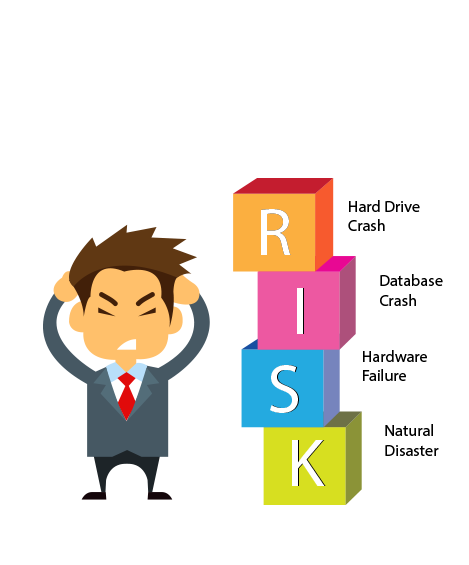 R
Hard Drive
Crash
I
Database
Crash
S
Hardware
Failure
K
Natural
Disaster